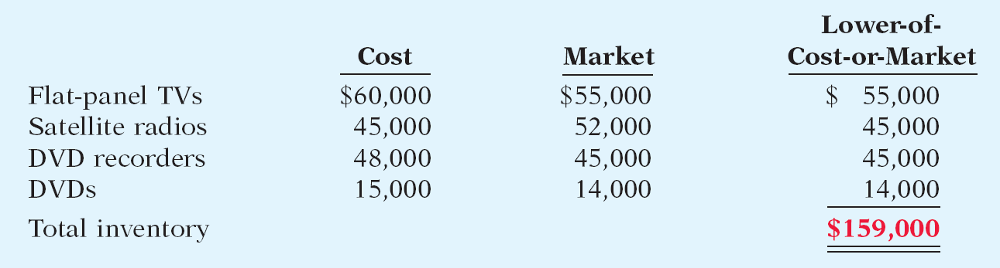 Lower-of-
Cost Market Cost-or-Market
Flat-panel TVs $60,000 $55,000 $ 55,000
Satellite radios 45,000 52,000 45,000
DVD recorders 48,000 45,000 45,000
DVDs 15,000 14,000 14,000
Total inventory $159,000